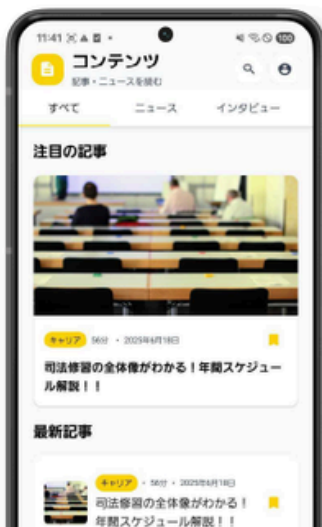 11:41
100
コンテンツ
記事・ニュースを読む
すべて
ニュース
インタビュー
注目の記事
キャリア 56分 ・ 2025年6月18日
司法修習の全体像がわかる！年間スケジュー
ル解説！！
最新記事
キャリア ・ 56分 ・ 2025年6月18日
司法修習の全体像がわかる！
年間スケジュール解説！！